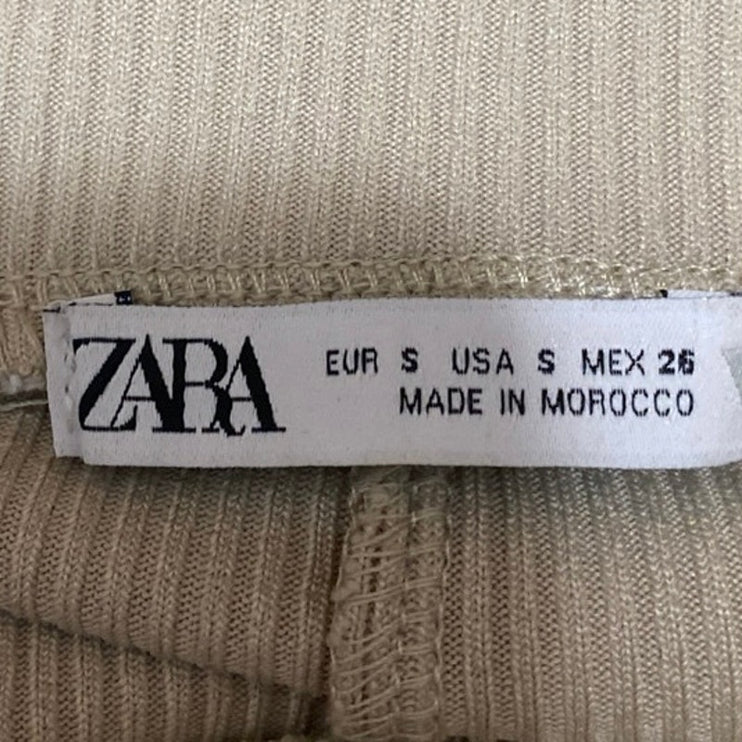 ZARA
EUR S USA S MEX 26
MADE IN MOROCCO